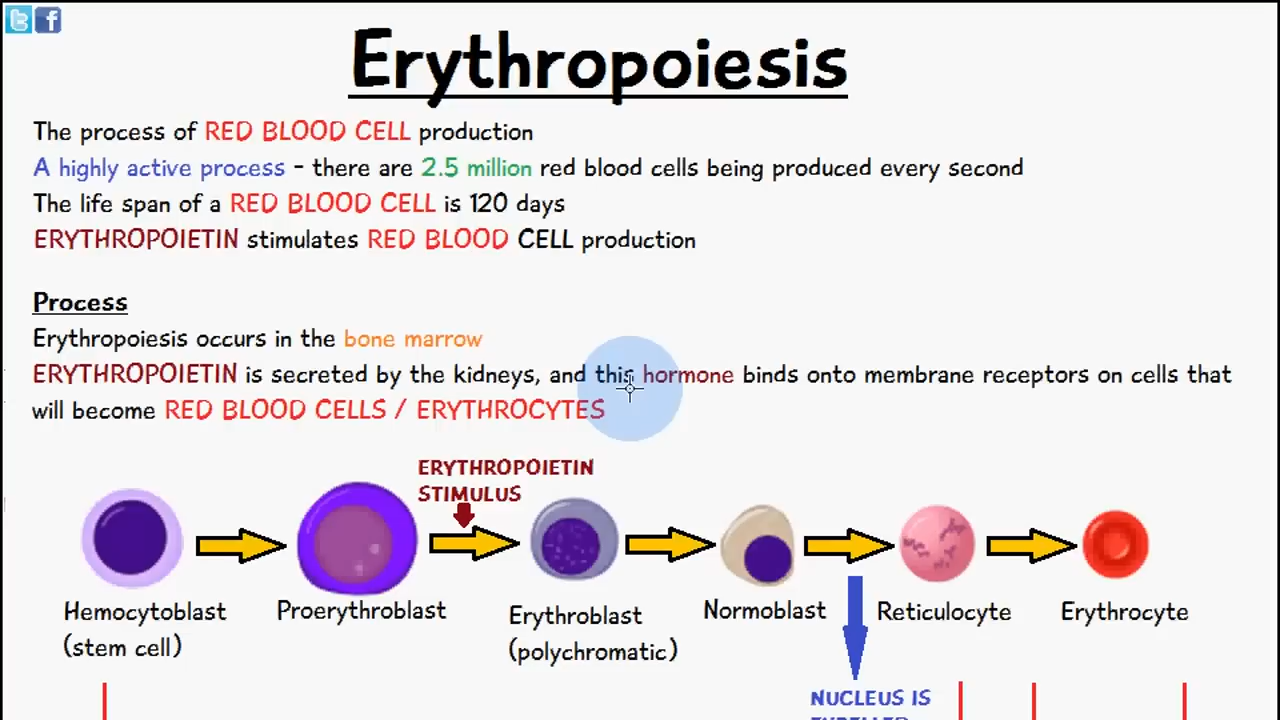 Erythropoiesis
The process of RED BLOOD CELL production
A highly active process - there are 2.5 million red blood cells being produced every second
The life span of a RED BLOOD CELL is 120 days
ERYTHROPOIETIN stimulates RED BLOOD CELL production
Process
Erythropoiesis occurs in the bone marrow
ERYTHROPOIETIN is secreted by the kidneys, and this hormone binds onto membrane receptors on cells that
will become RED BLOOD CELLS / ERYTHROCYTES
ERYTHROPOIETIN
STIMULUS
Hemocytoblast
(stem cell)
Proerythroblast
Erythroblast
(polychromatic)
Normoblast
Reticulocyte
Erythrocyte
NUCLEUS IS